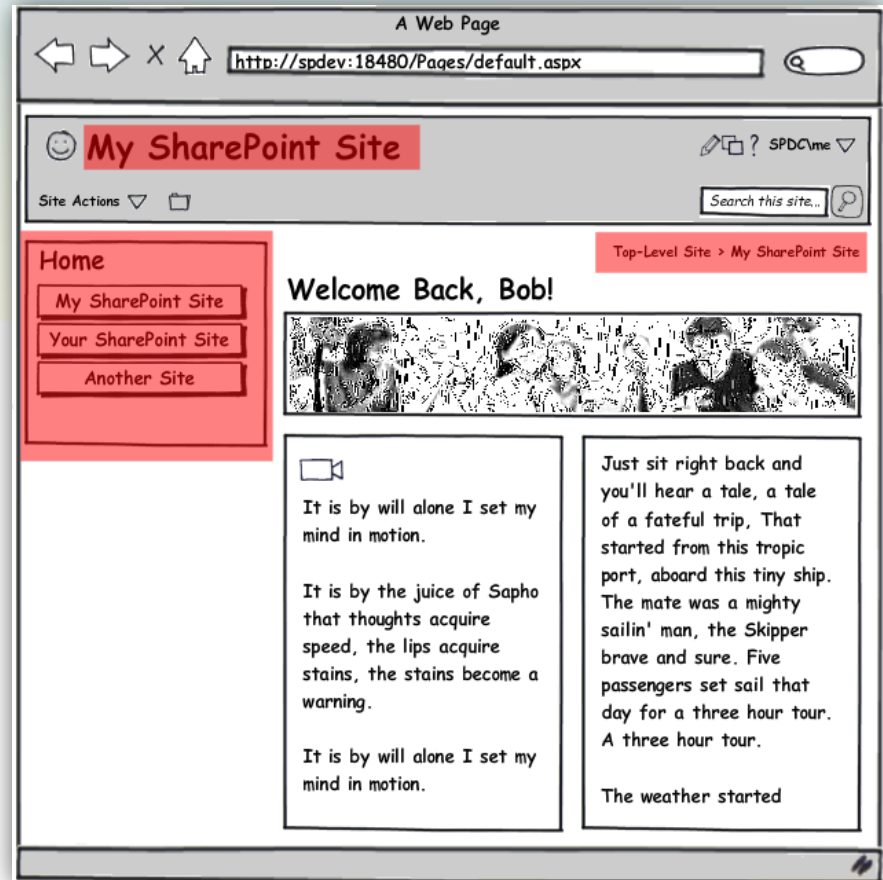 A Web Page
http://spdev:18480/Pages/default.aspx
My SharePoint Site
? SPDC\me
Site Actions
Search this site...
Home
My SharePoint Site
Your SharePoint Site
Another Site
Top-Level Site > My SharePoint Site
Welcome Back, Bob!
It is by will alone I set my
mind in motion.
It is by the juice of Sapho
that thoughts acquire
speed, the lips acquire
stains, the stains become a
warning.
It is by will alone I set my
mind in motion.
Just sit right back and
you'll hear a tale, a tale
of a fateful trip, That
started from this tropic
port, aboard this tiny ship.
The mate was a mighty
sailin' man, the Skipper
brave and sure. Five
passengers set sail that
day for a three hour tour.
A three hour tour.
The weather started